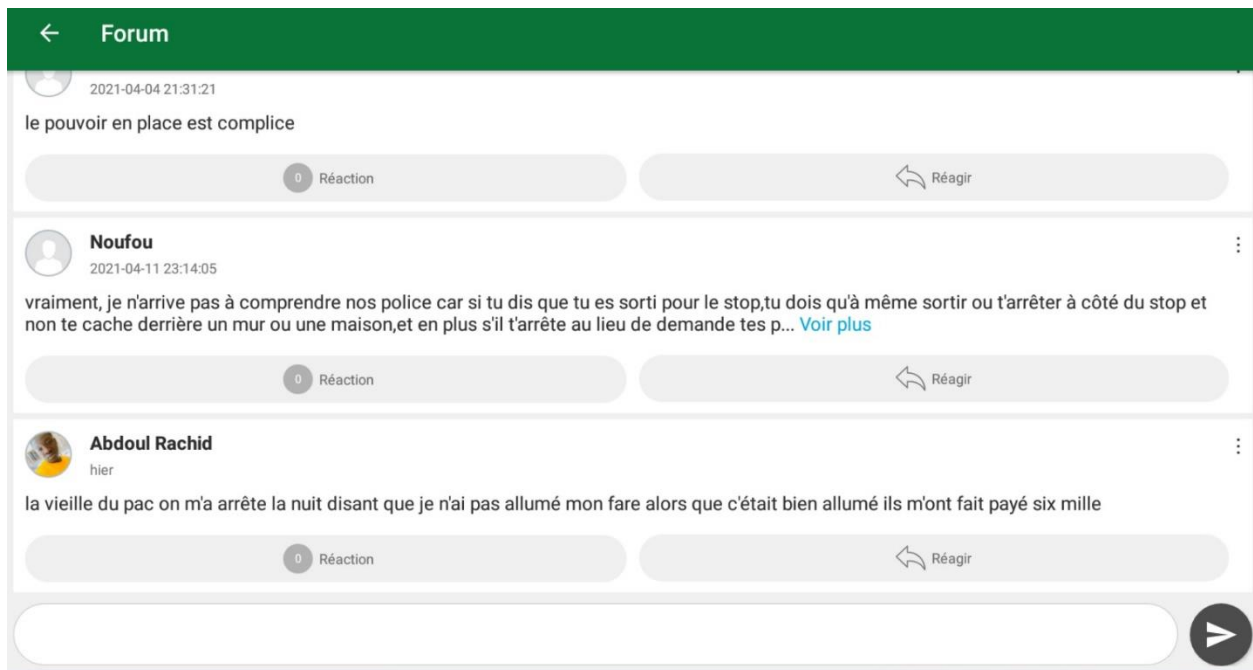 Forum
2021-04-04 21:31:21
le pouvoir en place est complice
0 Réaction
Réagir
Noufou
2021-04-11 23:14:05
vraiment, je n'arrive pas à comprendre nos police car si tu dis que tu es sorti pour le stop,tu dois qu'à même sortir ou t'arrêter à côté du stop et
non te cache derrière un mur ou une maison,et en plus s'il t'arrête au lieu de demande tes p... Voir plus
0 Réaction
Réagir
Abdoul Rachid
hier
la vieille du pac on m'a arrête la nuit disant que je n'ai pas allumé mon fare alors que c'était bien allumé ils m'ont fait payé six mille
0 Réaction
Réagir